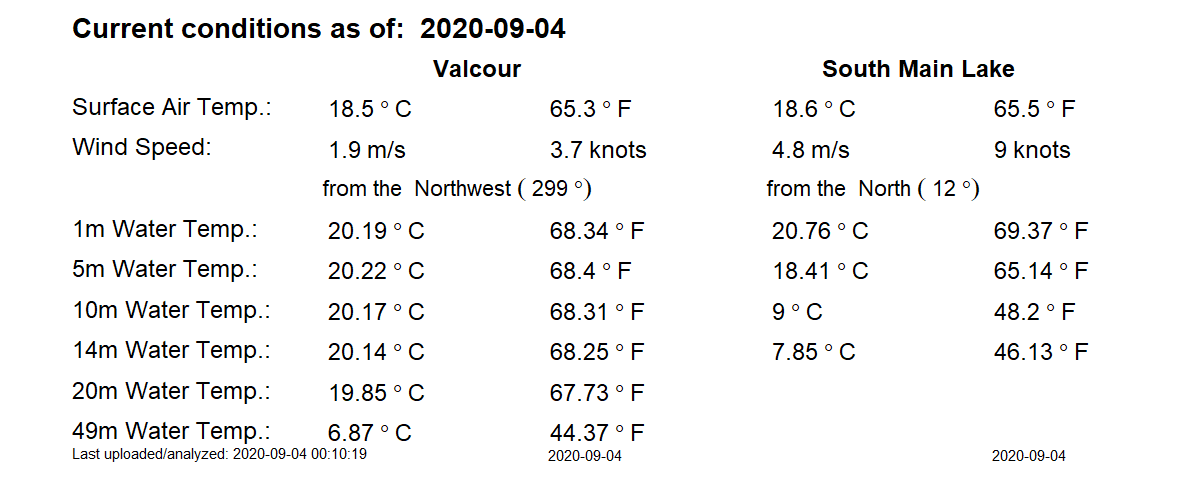 Current conditions as of:  2020-09-04
Valcour South Main Lake
Surface Air Temp.: 18.5 ° C 65.3 ° F 18.6 ° C 65.5 ° F
Wind Speed: 1.9 m/s 3.7 knots 4.8 m/s 9 knots
from the  Northwest ( 299 °) from the  North ( 12 °)
1m Water Temp.: 20.19 ° C 68.34 ° F 20.76 ° C 69.37 ° F
5m Water Temp.: 20.22 ° C 68.4 ° F 18.41 ° C 65.14 ° F
10m Water Temp.: 20.17 ° C 68.31 ° F 9 ° C 48.2 ° F
14m Water Temp.: 20.14 ° C 68.25 ° F 7.85 ° C 46.13 ° F
20m Water Temp.: 19.85 ° C 67.73 ° F
49m Water Temp.: 6.87 ° C 44.37 ° F
Last uploaded/analyzed: 2020-09-04 00:10:19 2020-09-04 2020-09-04